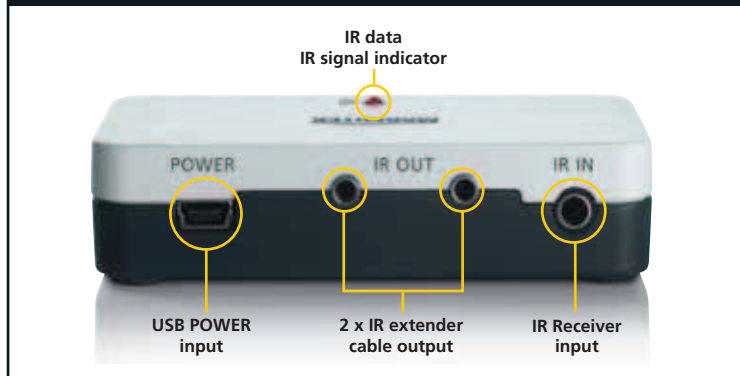 IR data
IR signal indicator
POWER
IR OUT
IR IN
USB POWER
input
2 x IR extender
cable output
IR Receiver
input